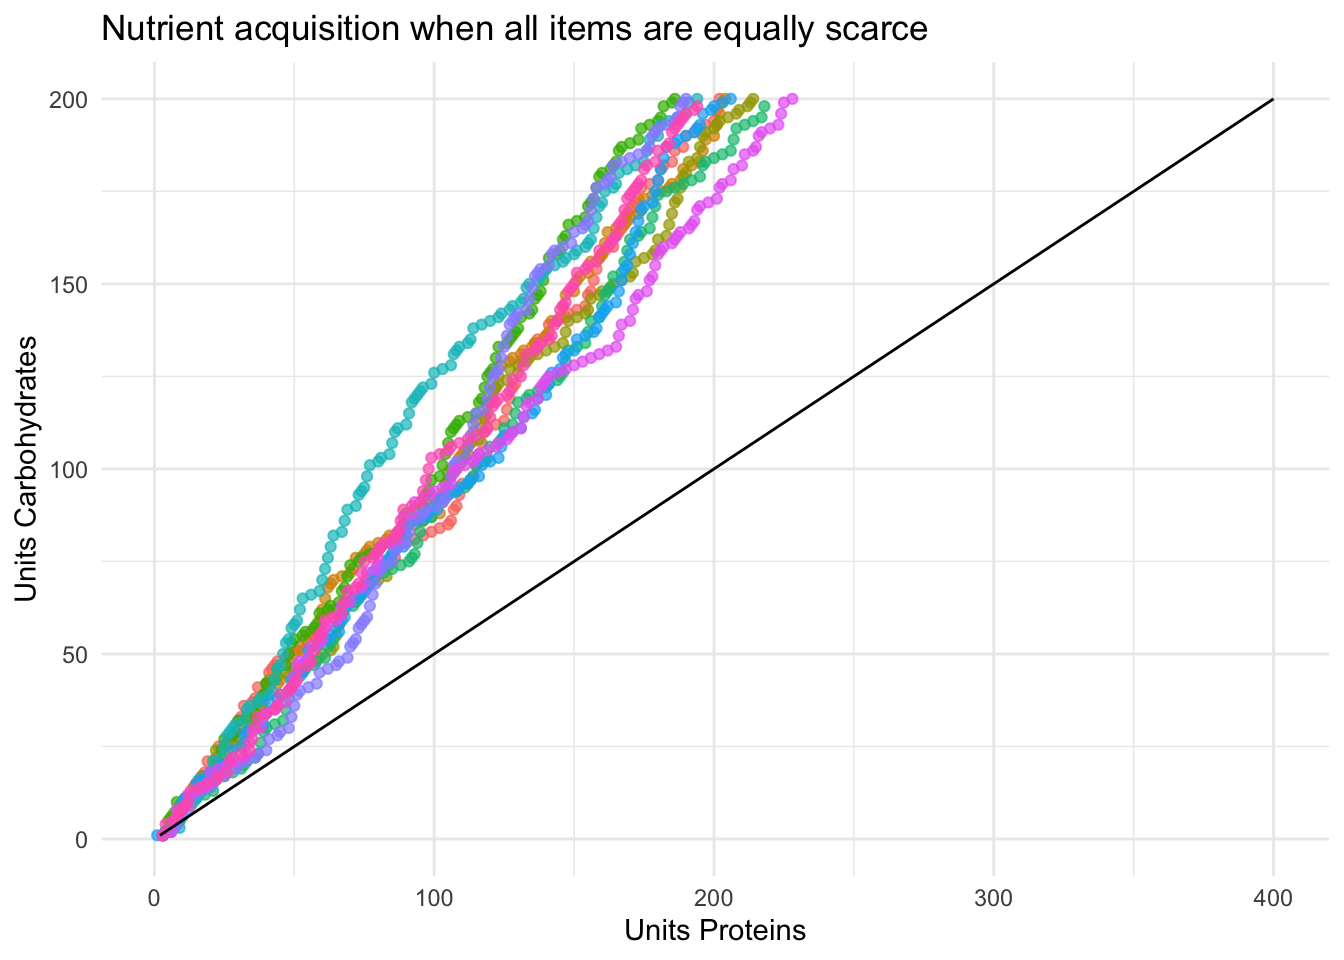 Nutrient acquisition when all items are equally scarce
200
150
100
50
0
Units Carbohydrates
0 100 200 300 400
Units Proteins